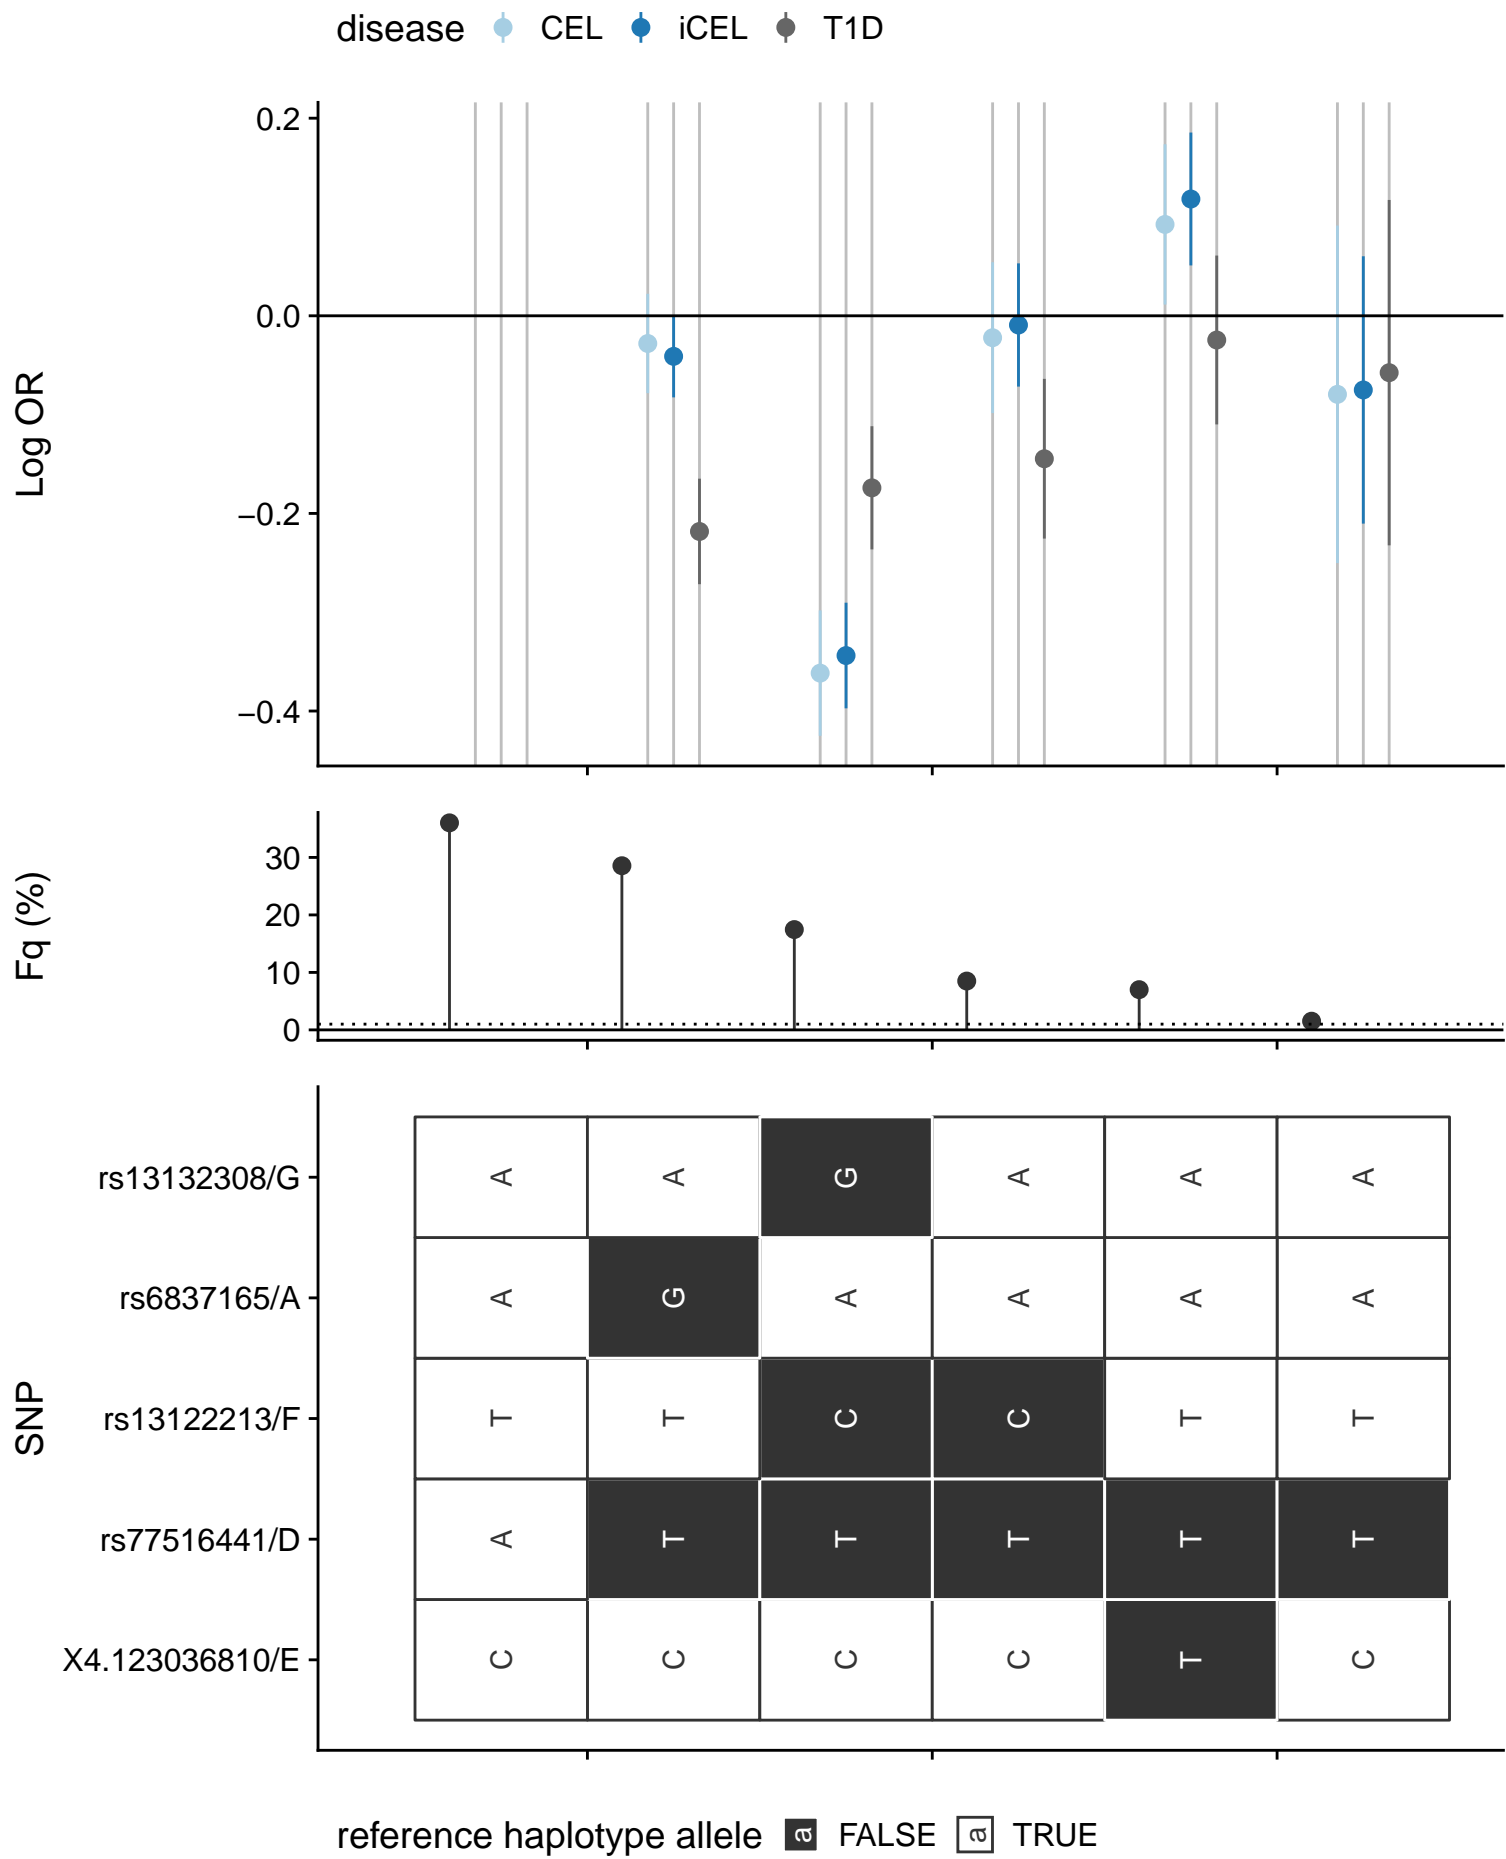 disease CEL iCEL T1D
0.2
0.0
−0.2
−0.4
Log OR
30
20
10
0
Fq (%)
SNP
rs13132308/G A A G A A A
rs6837165/A A G A A A A
rs13122213/F T T C C T T
rs77516441/D A T T T T T
X4.123036810/E C C C C T C
reference haplotype allele a FALSE a TRUE